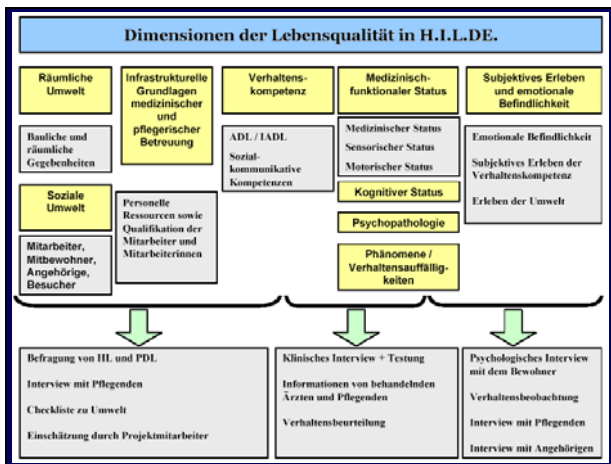 Dimensionen der Lebensqualität in H.I.L.DE.
Räumliche
Umwelt
Bauliche und
räumliche
Gegebenheiten
Soziale
Umwelt
Mitarbeiter,
Mitbewohner,
Angehörige,
Besucher
Infrastrukturelle
Grundlagen
medizinischer
und
pflegerischer
Betreuung
Personelle
Ressourcen sowie
Qualifikation der
Mitarbeiter und
Mitarbeiterinnen
Verhaltens-
kompetenz
ADL / IADL
Sozial-
kommunikative
Kompetenzen
Medizinisch-
funktionaler Status
Medizinischer Status
Sensorischer Status
Motorischer Status
Kognitiver Status
Psychopathologie
Phänomene /
Verhaltensauffällig-
keiten
Subjektives Erleben
und emotionale
Befindlichkeit
Emotionale Befindlichkeit
Subjektives Erleben der
Verhaltenskompetenz
Erleben der Umwelt
Befragung von HL und PDL
Interview mit Pflegenden
Checkliste zu Umwelt
Einschätzung durch Projektmitarbeiter
Klinisches Interview + Testung
Informationen von behandelnden
Ärzten und Pflegenden
Verhaltensbeurteilung
Psychologisches Interview
mit dem Bewohner
Verhaltensbeobachtung
Interview mit Pflegenden
Interview mit Angehörigen